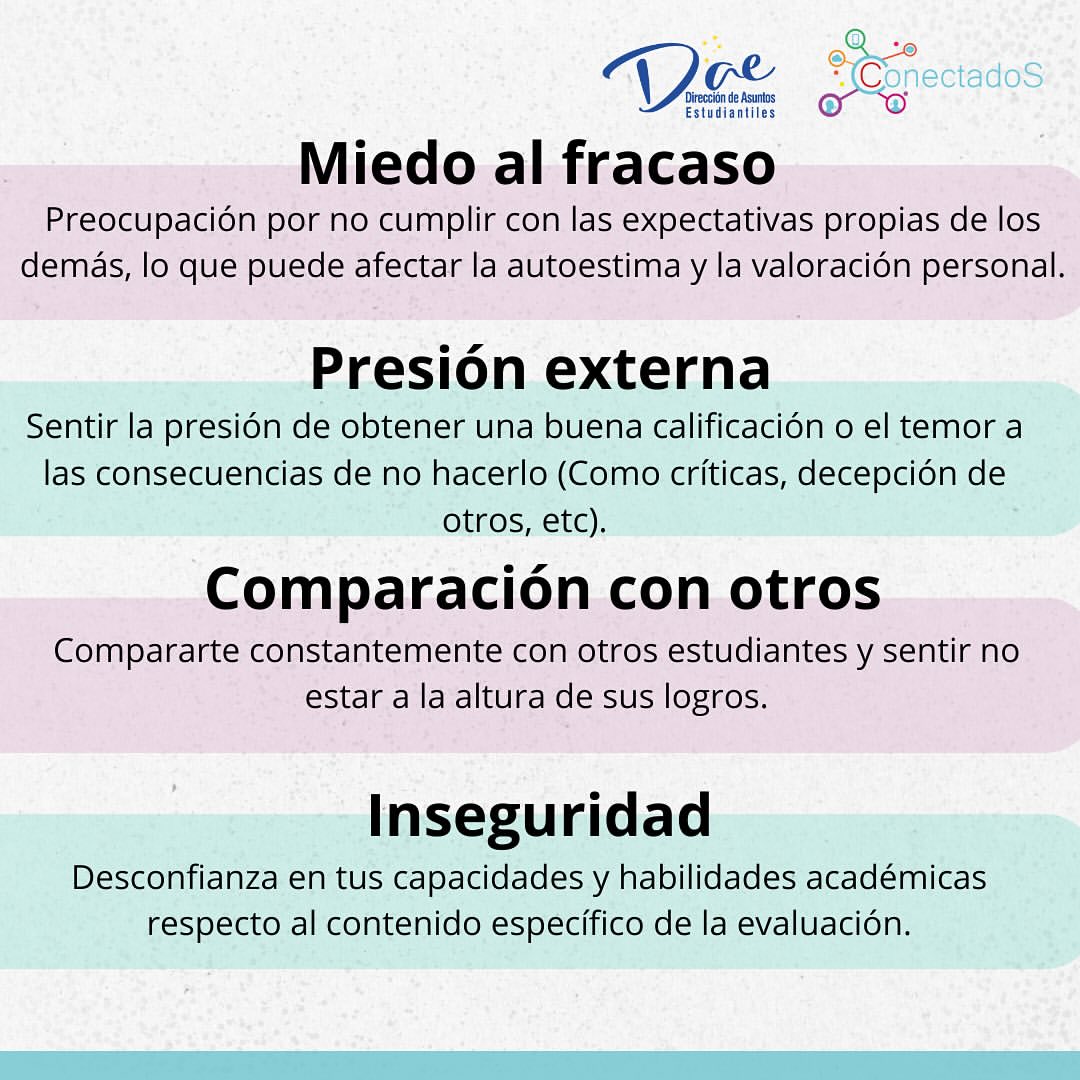 Dae
Dirección de Asuntos
Estudiantiles
ConectadoS
Miedo al fracaso
Preocupación por no cumplir con las expectativas propias de los
demás, lo que puede afectar la autoestima y la valoración personal.
Presión externa
Sentir la presión de obtener una buena calificación o el temor a
las consecuencias de no hacerlo (Como críticas, decepción de
otros, etc).
Comparación con otros
Compararte constantemente con otros estudiantes y sentir no
estar a la altura de sus logros.
Inseguridad
Desconfianza en tus capacidades y habilidades académicas
respecto al contenido específico de la evaluación.